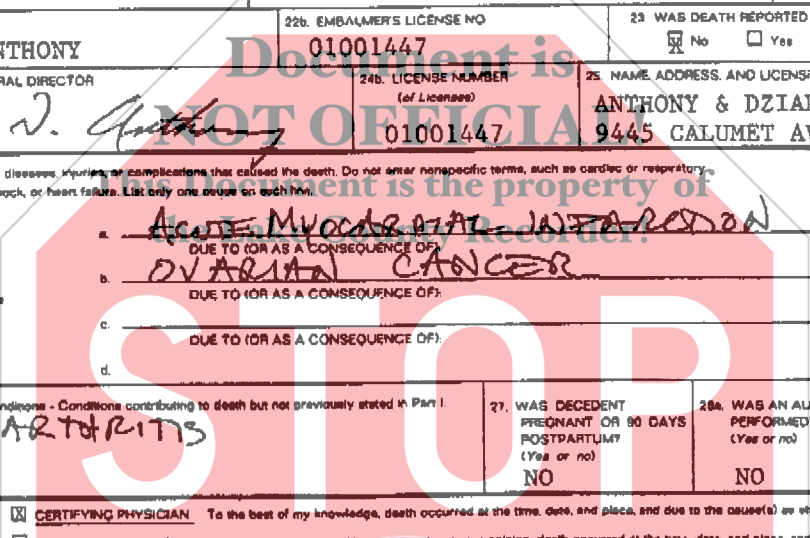 22b. EMBALMER'S LICENSE NO
23 WAS DEATH REPORTED
NTHONY
01001447
No Yes
RAL DIRECTOR
24b. LICENSE NUMBER
(of Licensee)
25. NAME, ADDRESS, AND LICENSE
01001447
ANTHONY & DZIA
9445 CALUMET AV
Document is
NOT OFFICIAL!
This document is the property of
the Lake County Recorder!
STOP
diseases, injuries, or complications that caused the death. Do not enter nonspecific terms, such as cardiac or respiratory
ock, or heart failure. List only one cause on each line.
a. ACUTE MYOCARDIAL INFARCTION
DUE TO (OR AS A CONSEQUENCE OF)
b. OVARIAN CANCER
DUE TO (OR AS A CONSEQUENCE OF):
c.
DUE TO (OR AS A CONSEQUENCE OF):
d.
nditions - Conditions contributing to death but not previously stated in Part I.
ARTHRITIS
27. WAS DECEDENT
PREGNANT OR 90 DAYS
POSTPARTUM?
(Yes or no)
NO
28a. WAS AN AU
PERFORMED
(Yes or no)
NO
CERTIFYING PHYSICIAN To the best of my knowledge, death occurred at the time, date, and place, and due to the cause(s) as st